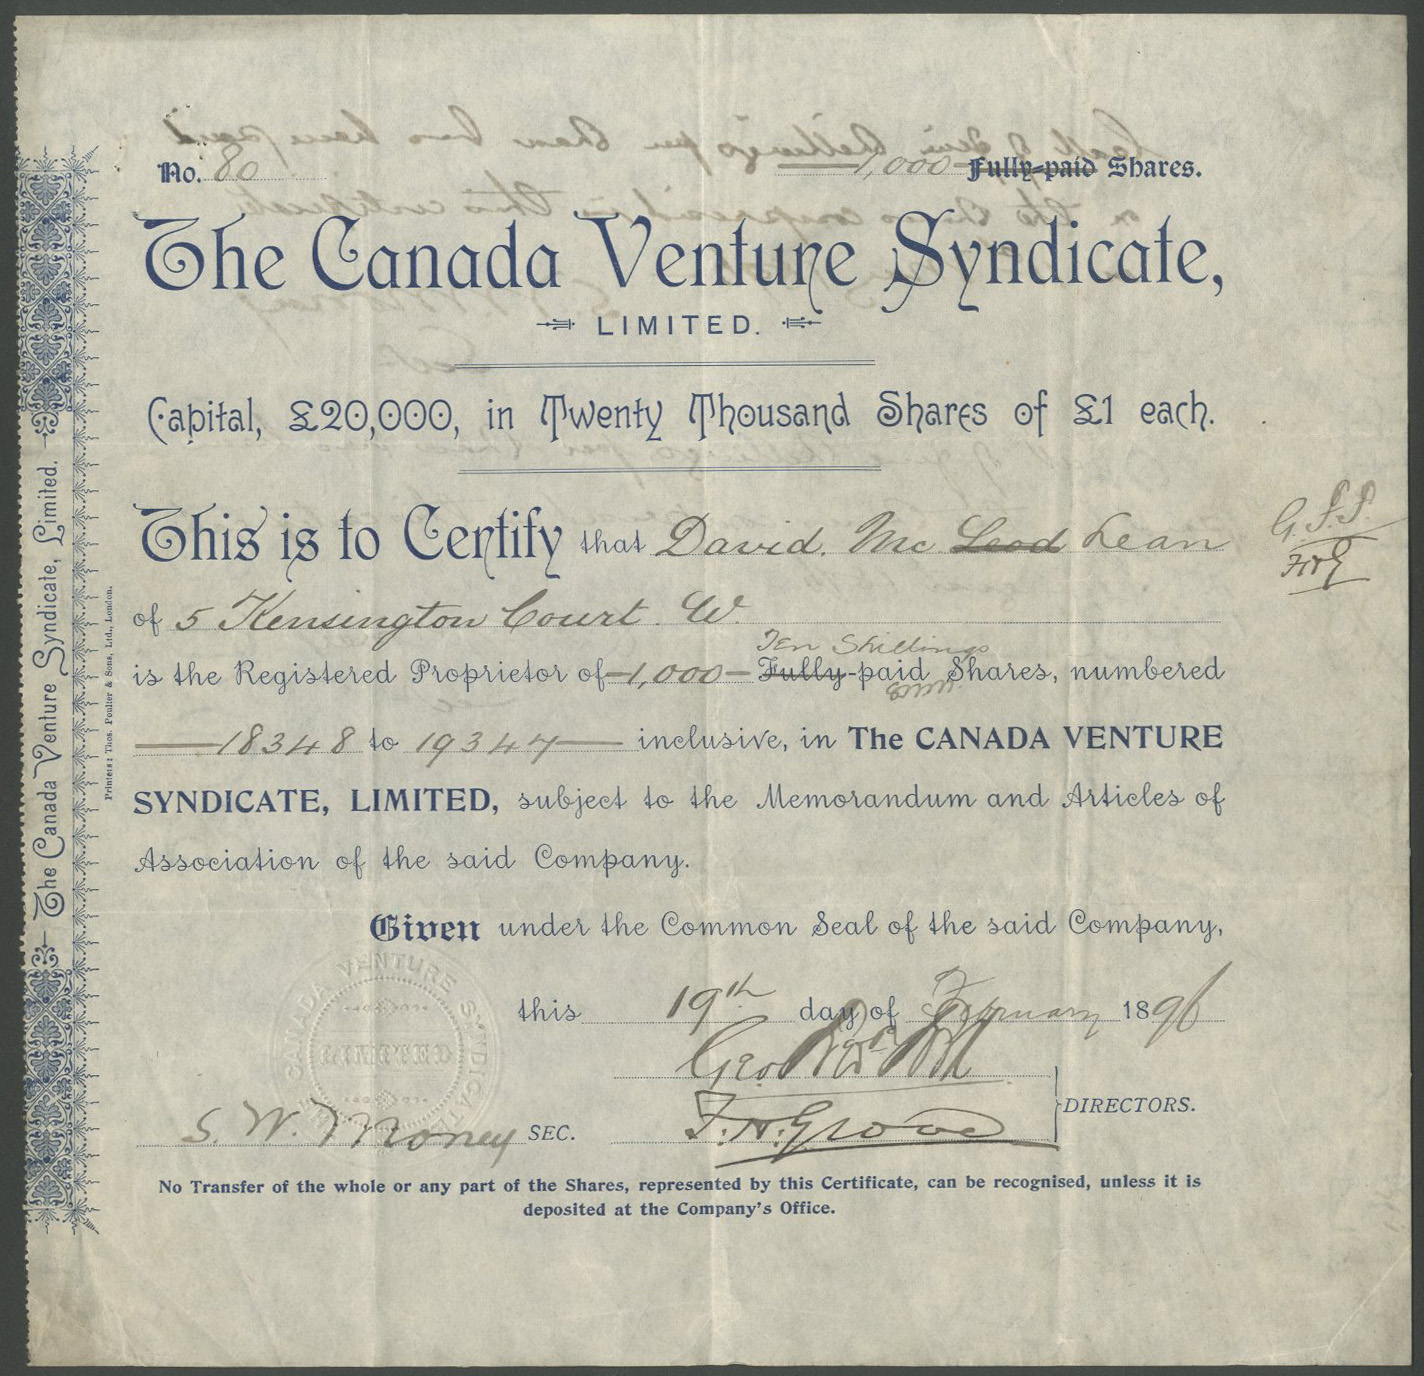 No. 80
1,000 Fully-paid Shares.
The Canada Venture Syndicate,
LIMITED.
Capital, £20,000, in Twenty Thousand Shares of £1 each.
This is to Certify that David. Mc Leod Lean
of 5 Kensington Court. W.
Ten Shillings
is the Registered Proprietor of 1,000 Fully-paid Shares, numbered
18348 to 19347 inclusive, in The CANADA VENTURE
SYNDICATE, LIMITED, subject to the Memorandum and Articles of
Association of the said Company.
Given under the Common Seal of the said Company,
this 19th day of February 1896
Geo
F. H. Grove
DIRECTORS.
S. W. Money SEC.
No Transfer of the whole or any part of the Shares, represented by this Certificate, can be recognised, unless it is
deposited at the Company's Office.
The Canada Venture Syndicate, Limited.
Printers: Thos. Poulter & Sons, Ltd., London.
CANADA VENTURE SYNDICATE
LIMITED